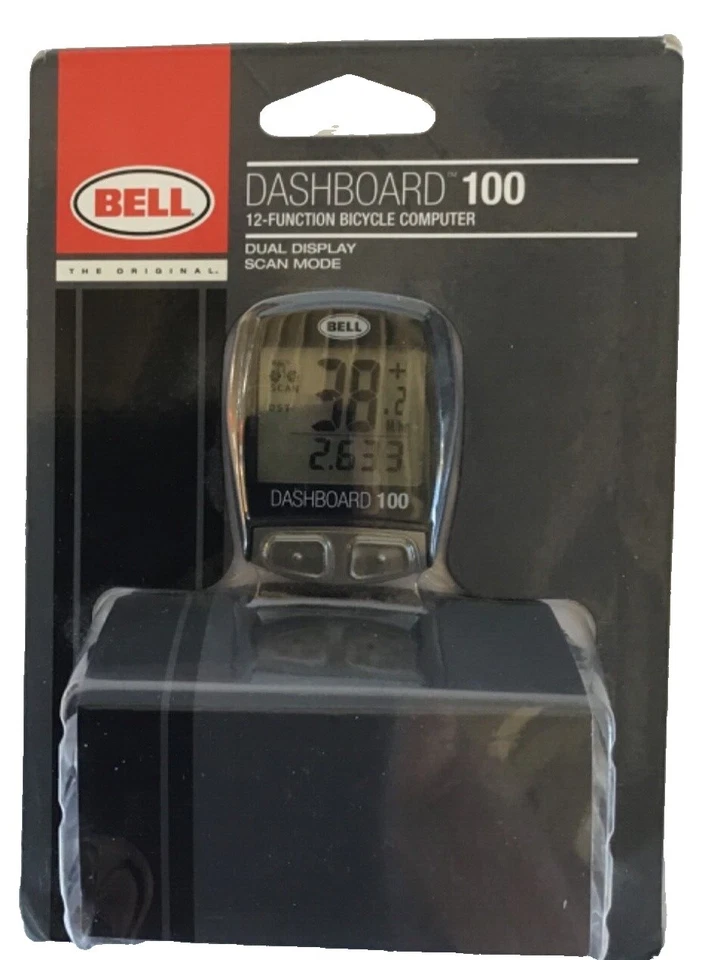 BELL
THE ORIGINAL.
DASHBOARD™ 100
12-FUNCTION BICYCLE COMPUTER
DUAL DISPLAY
SCAN MODE
BELL
38.2
SCAN
DST
2.633
DASHBOARD 100